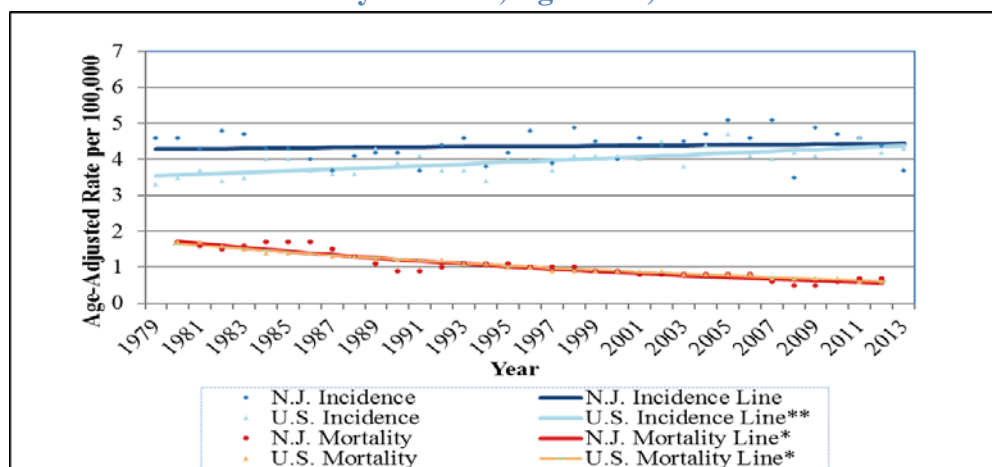 7
6
5
4
3
2
1
0
Age-Adjusted Rate per 100,000
1979
1981
1983
1985
1987
1989
1991
1993
1995
1997
1999
2001
2003
2005
2007
2009
2011
2013
Year
N.J. Incidence
N.J. Incidence Line
U.S. Incidence
U.S. Incidence Line**
N.J. Mortality
N.J. Mortality Line*
U.S. Mortality
U.S. Mortality Line*